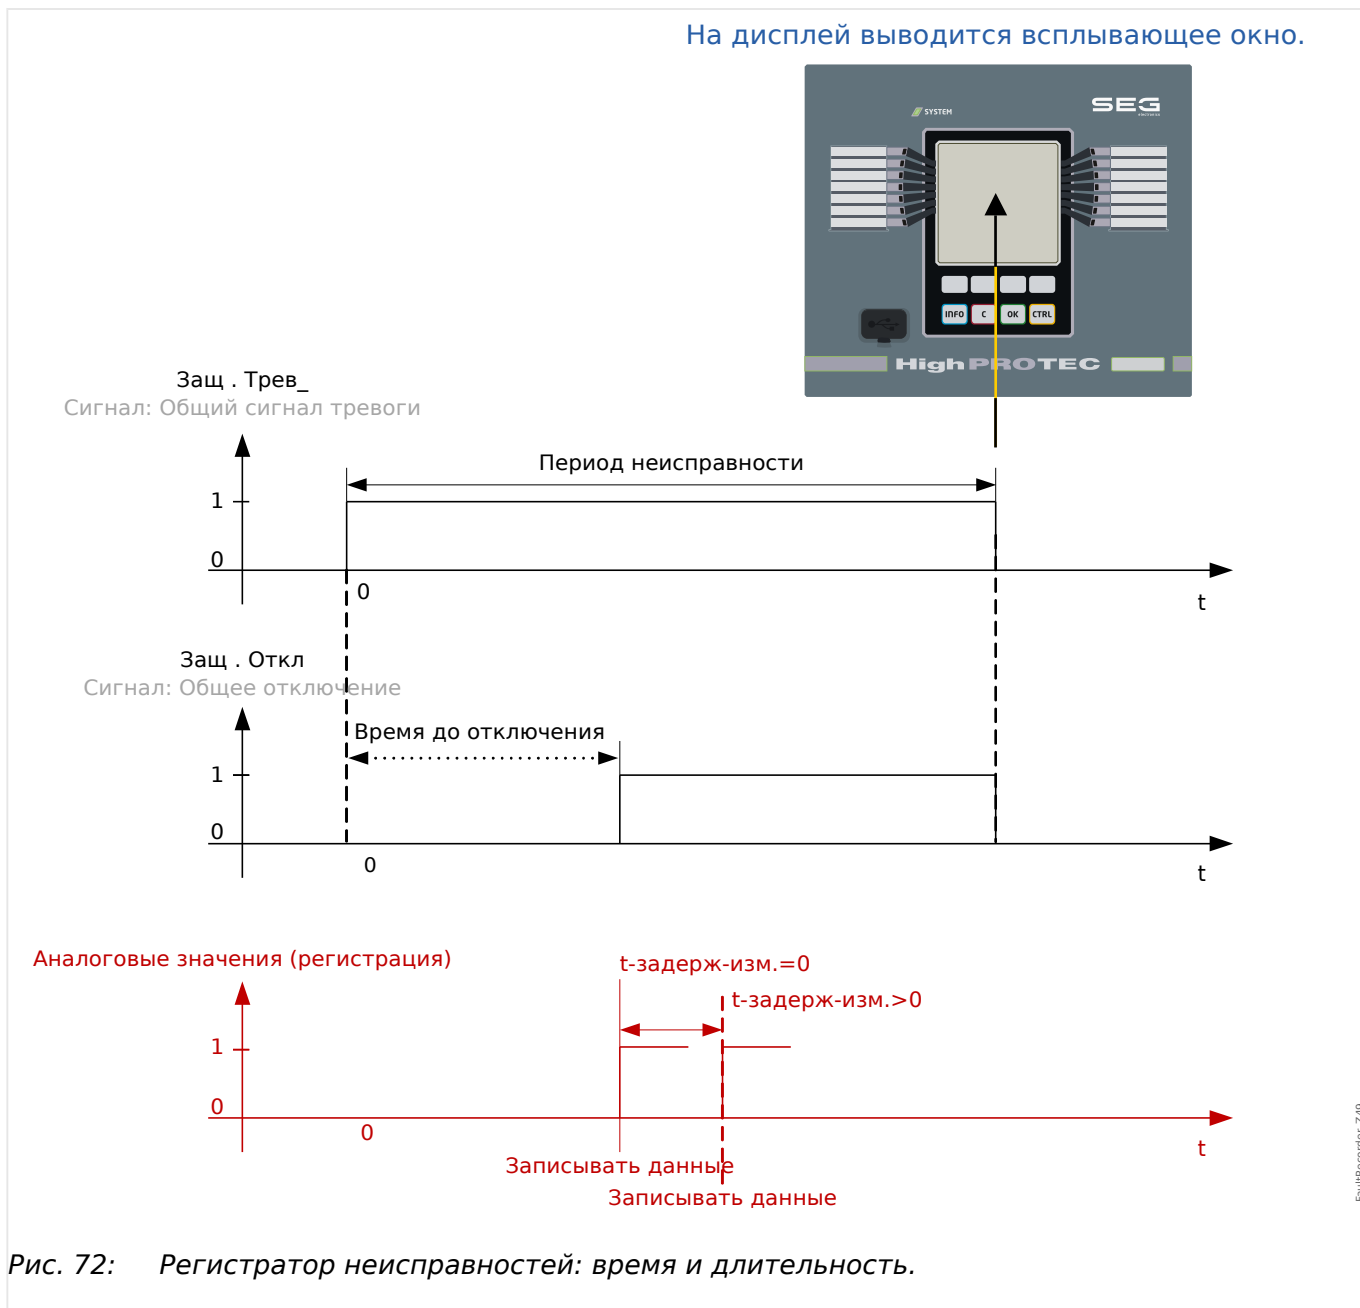 На дисплей выводится всплывающее окно.
SYSTEM
SEG
INFO
C
OK
CTRL
HighPROTEC
Защ . Трев_
Сигнал: Общий сигнал тревоги
Период неисправности
1
0
0
t
Защ . Откл
Сигнал: Общее отключение
Время до отключения
1
0
0
t
Аналоговые значения (регистрация)
t-задерж-изм.=0
t-задерж-изм.>0
1
0
0
t
Записывать данные
Записывать данные
FaultRecorder_Z49
Рис. 72: Регистратор неисправностей: время и длительность.